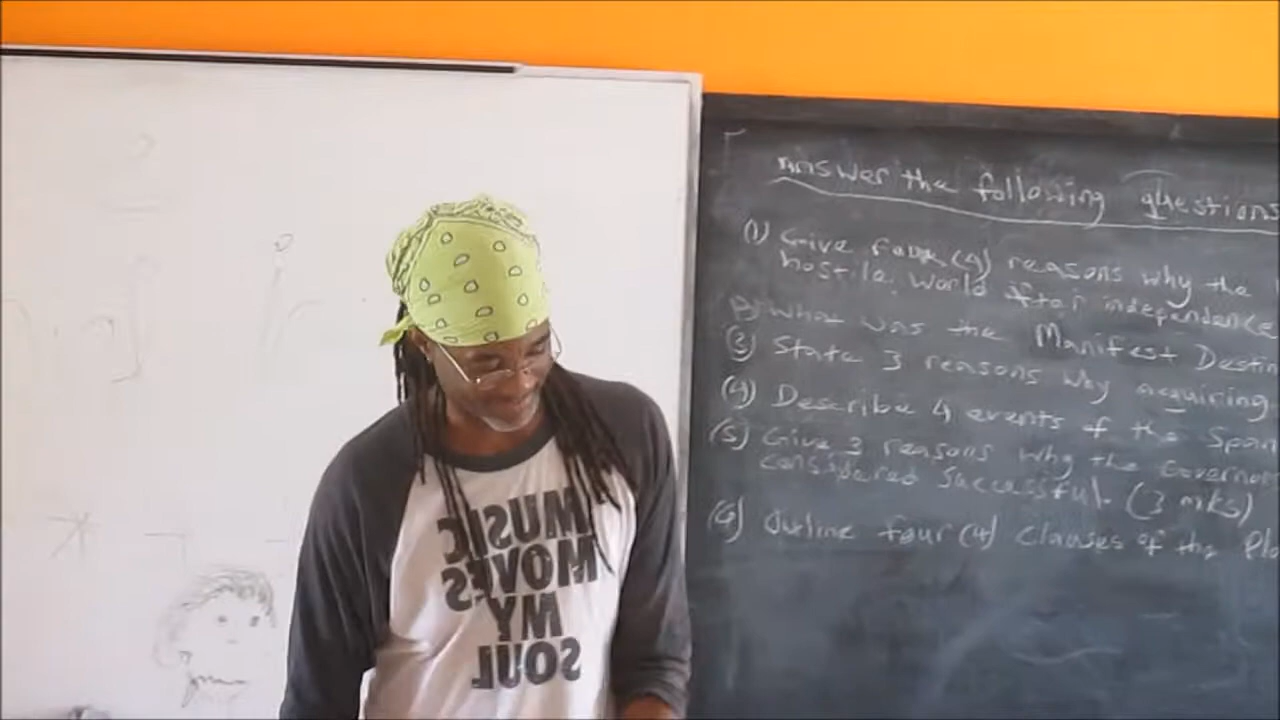 Answer the following questions
(1) Give four (4) reasons why the
hostile world after independence
2) What was the Manifest Destin
(3) State 3 reasons why acquiring
(4) Describe 4 events of the Span
(5) Give 3 reasons why the Governor
considered successful. (3 mks)
(6) Outline four (4) Clauses of the Pla
MUSIC
MOVES
MY
SOUL